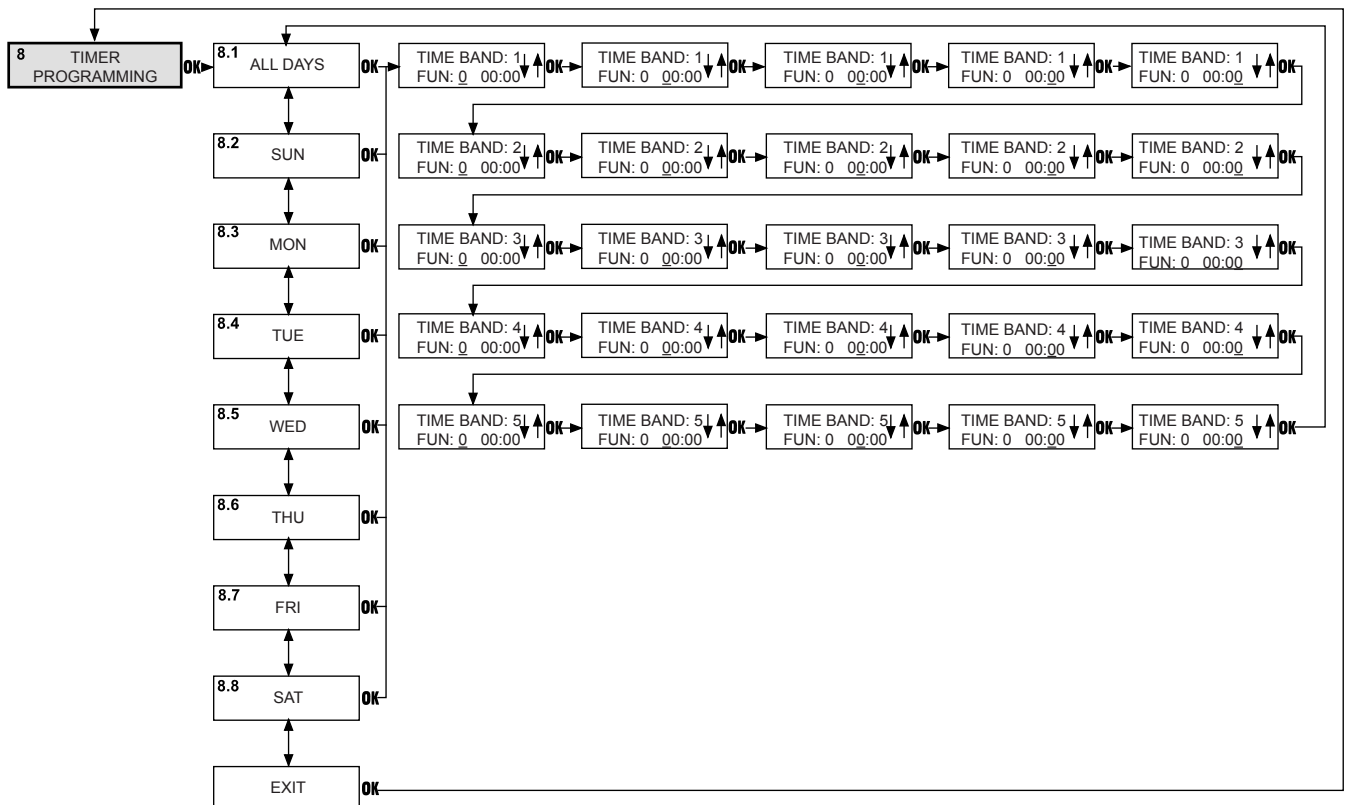 8
TIMER
PROGRAMMING
OK
8.1
ALL DAYS
OK
TIME BAND: 1
FUN: 0 00:00
OK
TIME BAND: 1
FUN: 0 00:00
OK
TIME BAND: 1
FUN: 0 00:00
OK
TIME BAND: 1
FUN: 0 00:00
OK
TIME BAND: 1
FUN: 0 00:00
OK
8.2
SUN
OK
TIME BAND: 2
FUN: 0 00:00
OK
TIME BAND: 2
FUN: 0 00:00
OK
TIME BAND: 2
FUN: 0 00:00
OK
TIME BAND: 2
FUN: 0 00:00
OK
TIME BAND: 2
FUN: 0 00:00
OK
8.3
MON
OK
TIME BAND: 3
FUN: 0 00:00
OK
TIME BAND: 3
FUN: 0 00:00
OK
TIME BAND: 3
FUN: 0 00:00
OK
TIME BAND: 3
FUN: 0 00:00
OK
TIME BAND: 3
FUN: 0 00:00
OK
8.4
TUE
OK
TIME BAND: 4
FUN: 0 00:00
OK
TIME BAND: 4
FUN: 0 00:00
OK
TIME BAND: 4
FUN: 0 00:00
OK
TIME BAND: 4
FUN: 0 00:00
OK
TIME BAND: 4
FUN: 0 00:00
OK
8.5
WED
OK
TIME BAND: 5
FUN: 0 00:00
OK
TIME BAND: 5
FUN: 0 00:00
OK
TIME BAND: 5
FUN: 0 00:00
OK
TIME BAND: 5
FUN: 0 00:00
OK
TIME BAND: 5
FUN: 0 00:00
OK
8.6
THU
OK
8.7
FRI
OK
8.8
SAT
OK
EXIT
OK